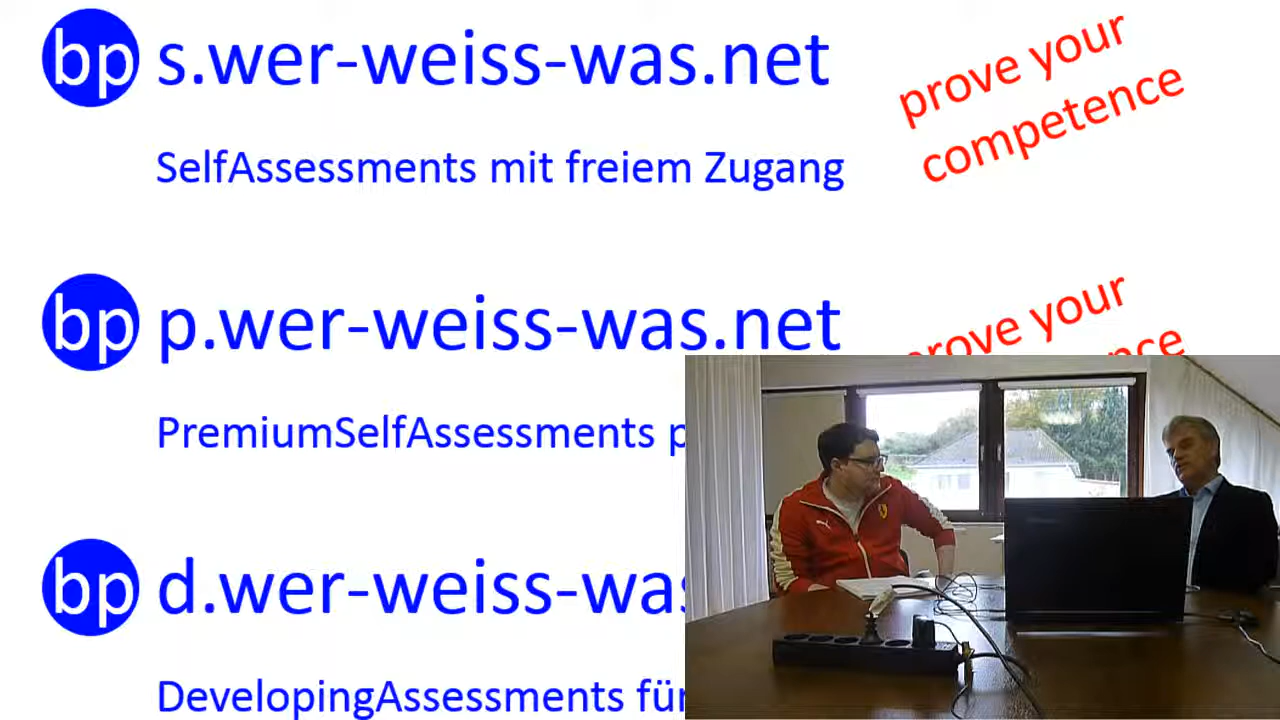 bp s.wer-weiss-was.net
prove your
competence
SelfAssessments mit freiem Zugang
bp p.wer-weiss-was.net
prove your
PremiumSelfAssessments
bp d.wer-weiss-was
DevelopingAssessments für